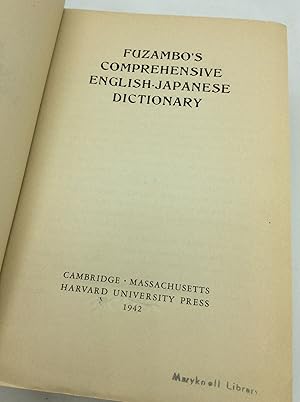 FUZAMBO'S
COMPREHENSIVE
ENGLISH-JAPANESE
DICTIONARY
CAMBRIDGE · MASSACHUSETTS
HARVARD UNIVERSITY PRESS
1942
Maryknoll Library